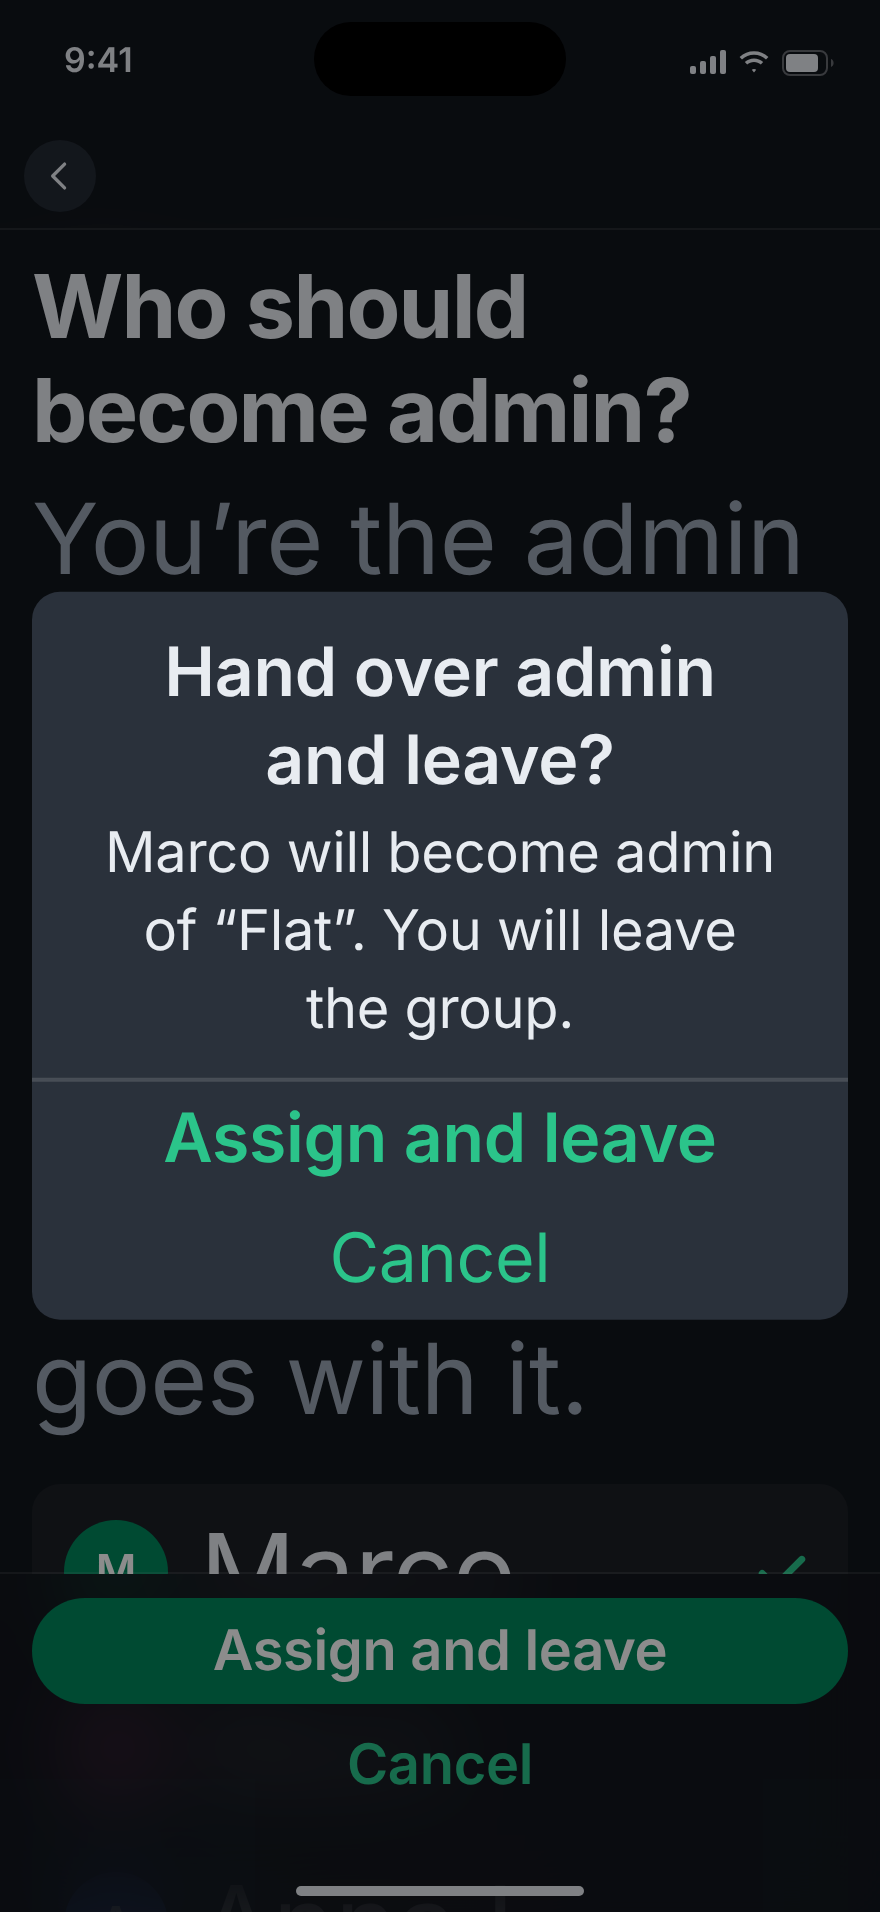 9:41
Who should
become admin?
You’re the admin
Hand over admin
and leave?
Marco will become admin
of “Flat”. You will leave
the group.
Assign and leave
Cancel
goes with it.
M
Marco
Assign and leave
Cancel